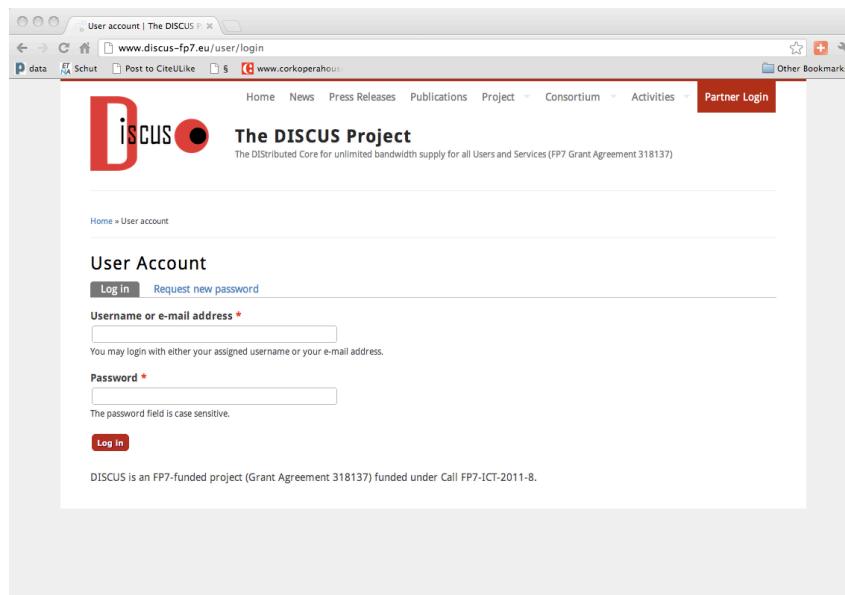 User account | The DISCUS P
www.discus-fp7.eu/user/login
data Schut Post to CiteULike § www.corkoperahous Other Bookmark
Home News Press Releases Publications Project Consortium Activities Partner Login
Discus
The DISCUS Project
The DIStributed Core for unlimited bandwidth supply for all Users and Services (FP7 Grant Agreement 318137)
Home » User account
User Account
Log in Request new password
Username or e-mail address *
You may login with either your assigned username or your e-mail address.
Password *
The password field is case sensitive.
Log in
DISCUS is an FP7-funded project (Grant Agreement 318137) funded under Call FP7-ICT-2011-8.